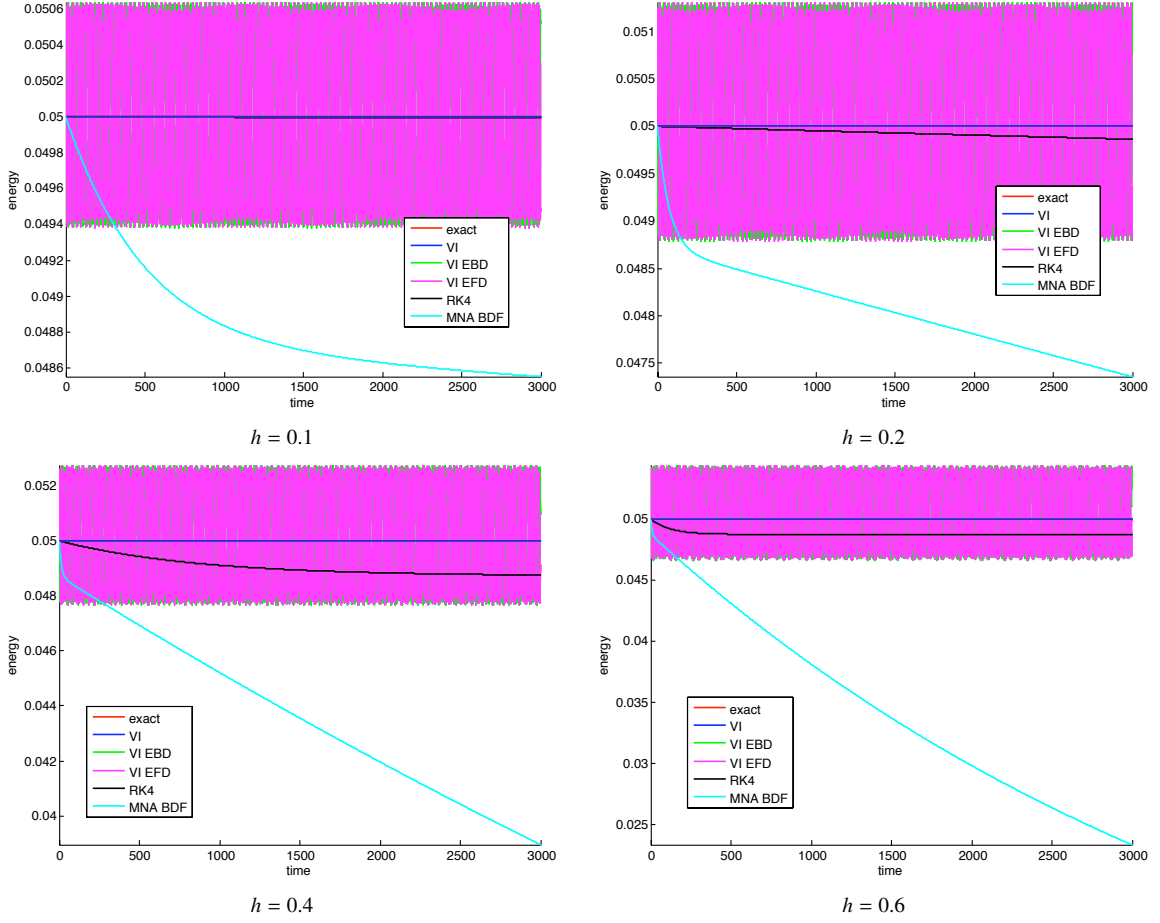 0.0506
0.0504
0.0502
0.05
0.0498
0.0496
0.0494
0.0492
0.049
0.0488
0.0486
energy
0 500 1000 1500 2000 2500 3000
time
exact
VI
VI EBD
VI EFD
RK4
MNA BDF
h = 0.1
0.051
0.0505
0.05
0.0495
0.049
0.0485
0.048
0.0475
energy
0 500 1000 1500 2000 2500 3000
time
exact
VI
VI EBD
VI EFD
RK4
MNA BDF
h = 0.2
0.052
0.05
0.048
0.046
0.044
0.042
0.04
energy
0 500 1000 1500 2000 2500 3000
time
exact
VI
VI EBD
VI EFD
RK4
MNA BDF
h = 0.4
0.05
0.045
0.04
0.035
0.03
0.025
energy
0 500 1000 1500 2000 2500 3000
time
exact
VI
VI EBD
VI EFD
RK4
MNA BDF
h = 0.6